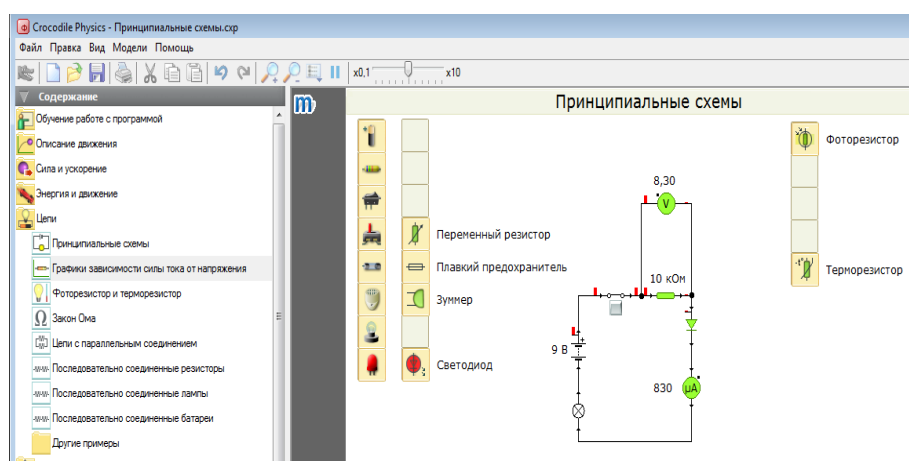 Crocodile Physics - Принципиальные схемы.cxp
Файл Правка Вид Модели Помощь
x0,1 x10
Содержание
Обучение работе с программой
Описание движения
Сила и ускорение
Энергия и движение
Цепи
Принципиальные схемы
Графики зависимости силы тока от напряжения
Фоторезистор и терморезистор
Закон Ома
Цепи с параллельным соединением
Последовательно соединенные резисторы
Последовательно соединенные лампы
Последовательно соединенные батареи
Другие примеры
m
Принципиальные схемы
Переменный резистор
Плавкий предохранитель
Зуммер
Светодиод
8,30
V
10 кОм
9 В
830 μA
Фоторезистор
Терморезистор